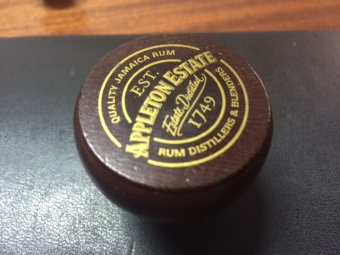 QUALITY JAMAICA RUM
EST.
APPLETON ESTATE
Estate Distilled
1749
RUM DISTILLERS & BLENDERS